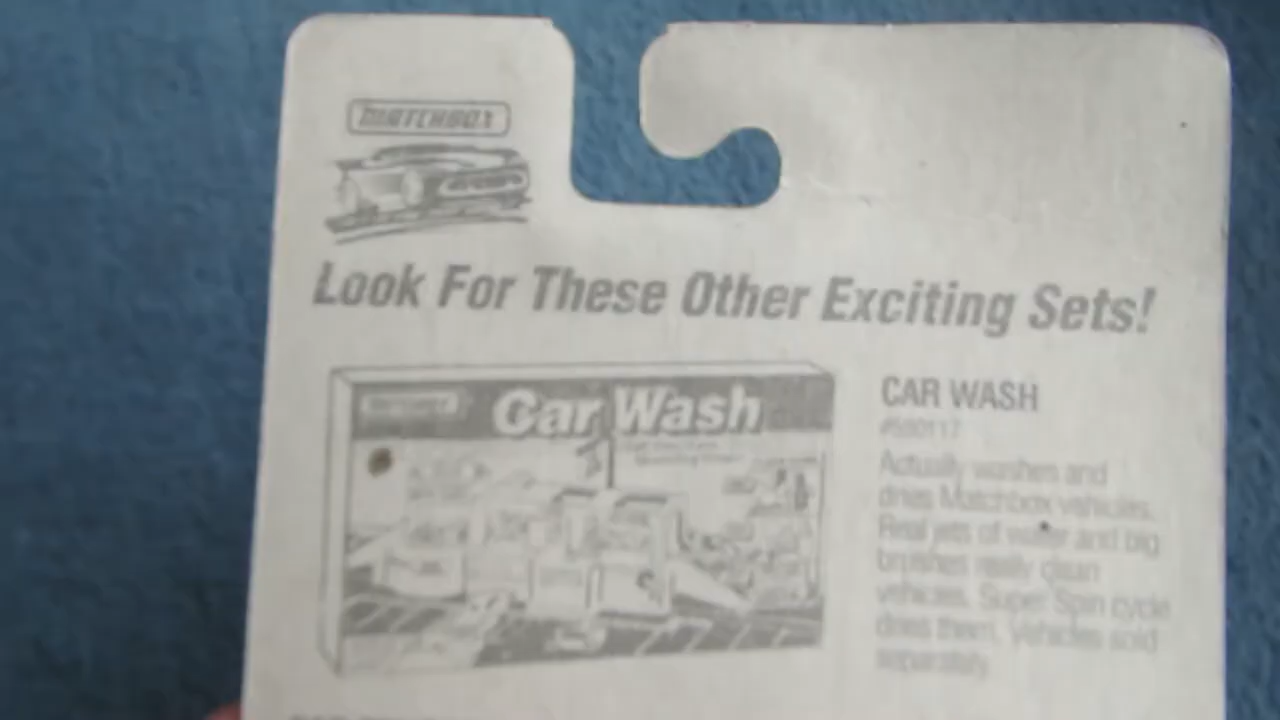 MATCHBOX
Look For These Other Exciting Sets!
Car Wash
CAR WASH
Actually washes and
dries Matchbox vehicles.
Real jets of water and big
brushes really clean
vehicles. Super Spin cycle
dries them. Vehicles sold
separately.